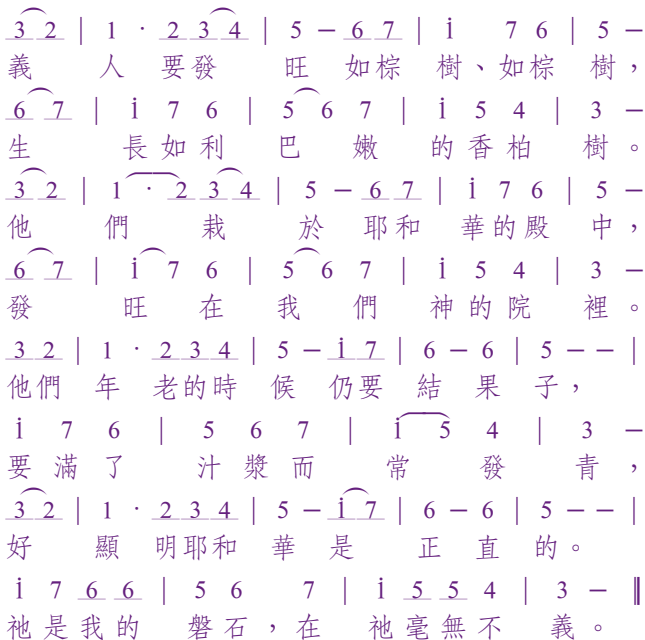 3 2 | 1 · 2 3 4 | 5 – 6 7 | i 7 6 | 5 –
義 人 要發 旺 如棕 樹、如棕 樹，
6 7 | i 7 6 | 5 6 7 | i 5 4 | 3 –
生 長如利 巴 嫩 的香柏 樹。
3 2 | 1 · 2 3 4 | 5 – 6 7 | i 7 6 | 5 –
他 們 栽 於 耶和 華的殿 中，
6 7 | i 7 6 | 5 6 7 | i 5 4 | 3 –
發 旺 在 我 們 神的院 裡。
3 2 | 1 · 2 3 4 | 5 – i 7 | 6 – 6 | 5 – – |
他們 年 老的時 候 仍要 結 果 子，
i 7 6 | 5 6 7 | i 5 4 | 3 –
要滿了 汁漿而 常 發 青，
3 2 | 1 · 2 3 4 | 5 – i 7 | 6 – 6 | 5 – – |
好 顯 明耶和 華 是 正 直 的。
i 7 6 6 | 5 6 7 | i 5 5 4 | 3 – ‖
祂是我的 磐石，在 祂毫無不 義。